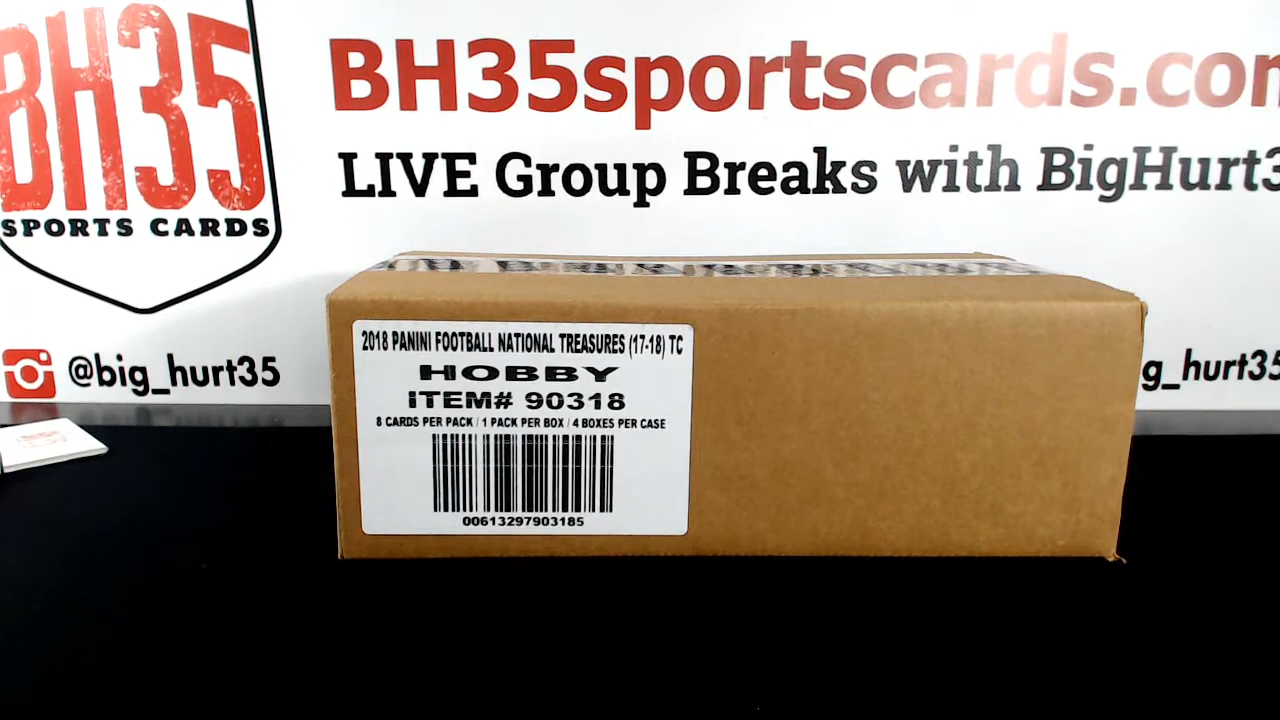 BH35
SPORTS CARDS
BH35sportscards.com
LIVE Group Breaks with BigHurt3
@big_hurt35
g_hurt35
2018 PANINI FOOTBALL NATIONAL TREASURES (17-18) TC
HOBBY
ITEM# 90318
8 CARDS PER PACK / 1 PACK PER BOX / 4 BOXES PER CASE
00613297903185